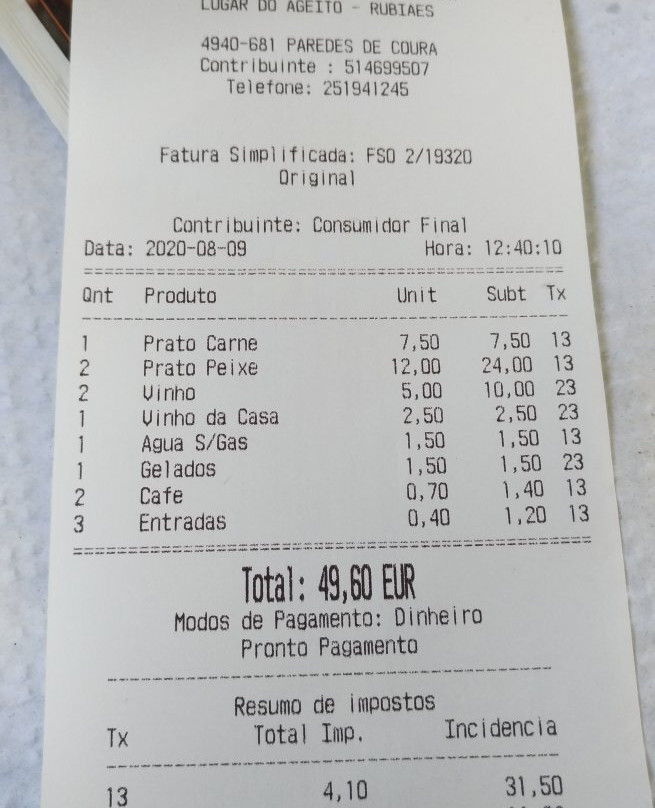 LUGAR DO AGEITO - RUBIAES
4940-681 PAREDES DE COURA
Contribuinte : 514699507
Telefone: 251941245
Fatura Simplificada: FSO 2/19320
Original
Contribuinte: Consumidor Final
Data: 2020-08-09 Hora: 12:40:10
Qnt Produto Unit Subt Tx
1 Prato Carne 7,50 7,50 13
2 Prato Peixe 12,00 24,00 13
2 Vinho 5,00 10,00 23
1 Vinho da Casa 2,50 2,50 23
1 Agua S/Gas 1,50 1,50 13
1 Gelados 1,50 1,50 23
2 Cafe 0,70 1,40 13
3 Entradas 0,40 1,20 13
Total: 49,60 EUR
Modos de Pagamento: Dinheiro
Pronto Pagamento
Resumo de impostos
Tx Total Imp. Incidencia
13 4,10 31,50